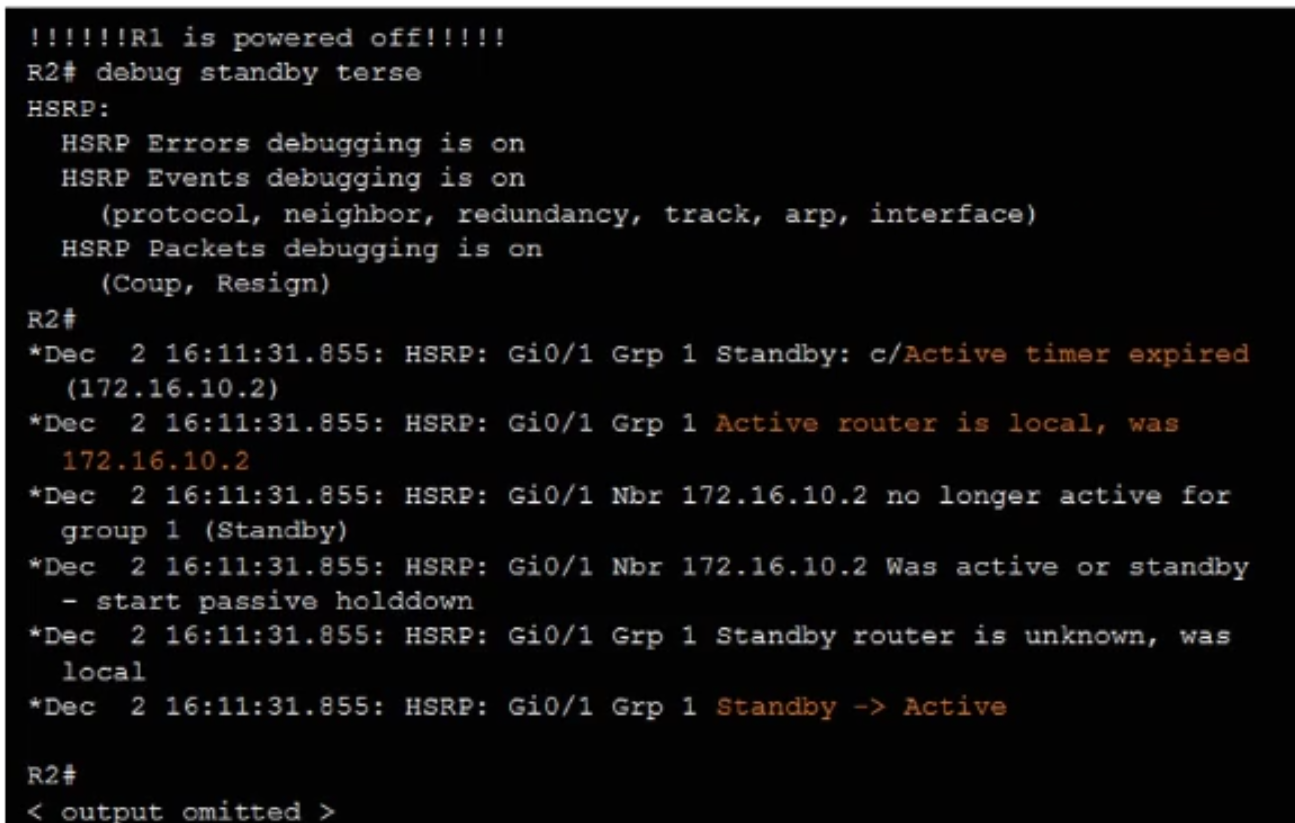 !!!!!!R1 is powered off!!!!!
R2# debug standby terse
HSRP:
HSRP Errors debugging is on
HSRP Events debugging is on
(protocol, neighbor, redundancy, track, arp, interface)
HSRP Packets debugging is on
(Coup, Resign)
R2#
*Dec  2 16:11:31.855: HSRP: Gi0/1 Grp 1 Standby: c/Active timer expired
(172.16.10.2)
*Dec  2 16:11:31.855: HSRP: Gi0/1 Grp 1 Active router is local, was
172.16.10.2
*Dec  2 16:11:31.855: HSRP: Gi0/1 Nbr 172.16.10.2 no longer active for
group 1 (Standby)
*Dec  2 16:11:31.855: HSRP: Gi0/1 Nbr 172.16.10.2 Was active or standby
- start passive holddown
*Dec  2 16:11:31.855: HSRP: Gi0/1 Grp 1 Standby router is unknown, was
local
*Dec  2 16:11:31.855: HSRP: Gi0/1 Grp 1 Standby -> Active
R2#
< output omitted >